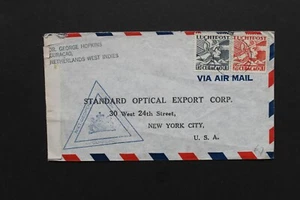 DR. GEORGE HOPKINS
CURACAO,
NETHERLANDS WEST INDIES
LUCHTPOST
LUCHTPOST
CURACAO
VIA AIR MAIL
STANDARD OPTICAL EXPORT CORP.
30 West 24th Street,
NEW YORK CITY,
U. S. A.